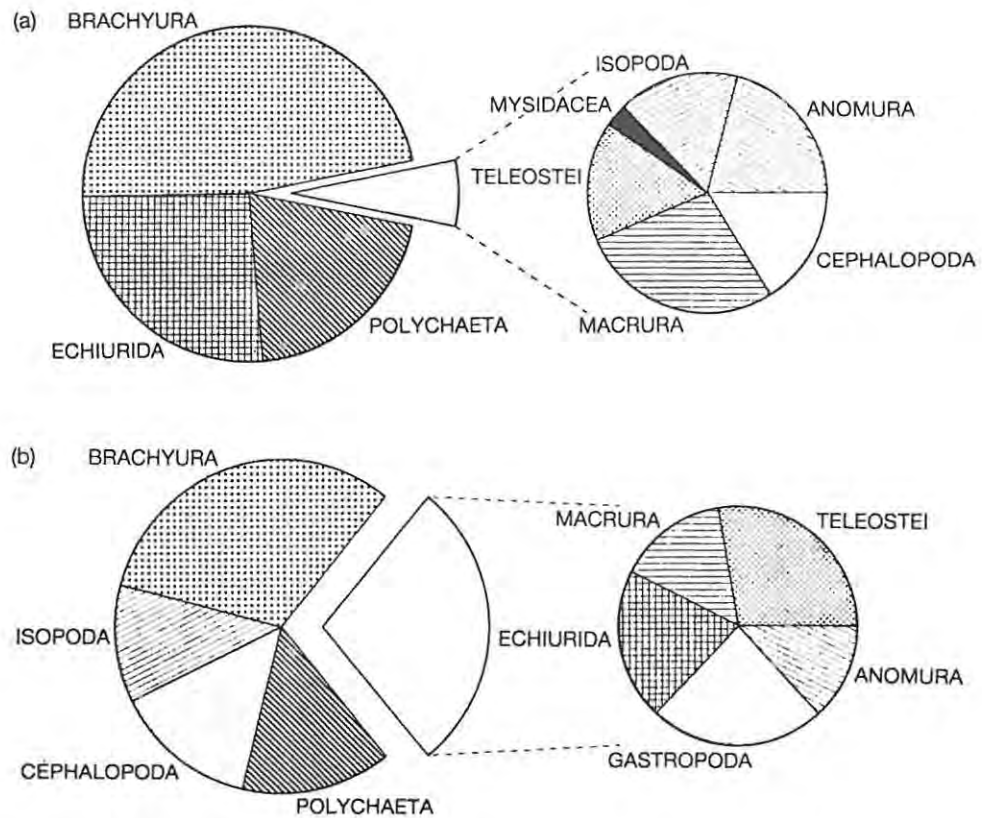 (a)
BRACHYURA
ISOPODA
MYSIDACEA
ANOMURA
TELEOSTEI
CEPHALOPODA
POLYCHAETA
MACRURA
ECHIURIDA
(b)
BRACHYURA
MACRURA
TELEOSTEI
ISOPODA
ECHIURIDA
ANOMURA
GASTROPODA
CEPHALOPODA
POLYCHAETA